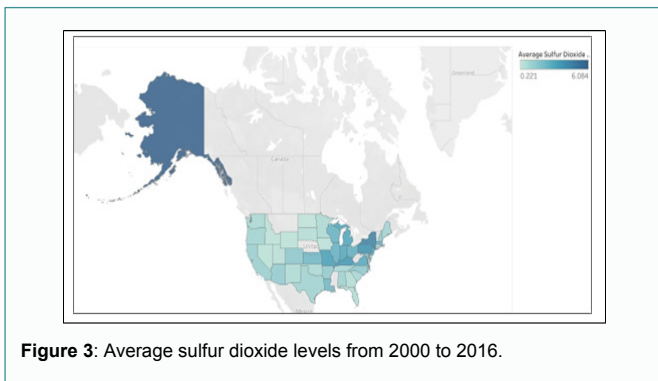 Average Sulfur Dioxide ..
0.221 6.084
Greenland
Canada
Mexico
Figure 3: Average sulfur dioxide levels from 2000 to 2016.